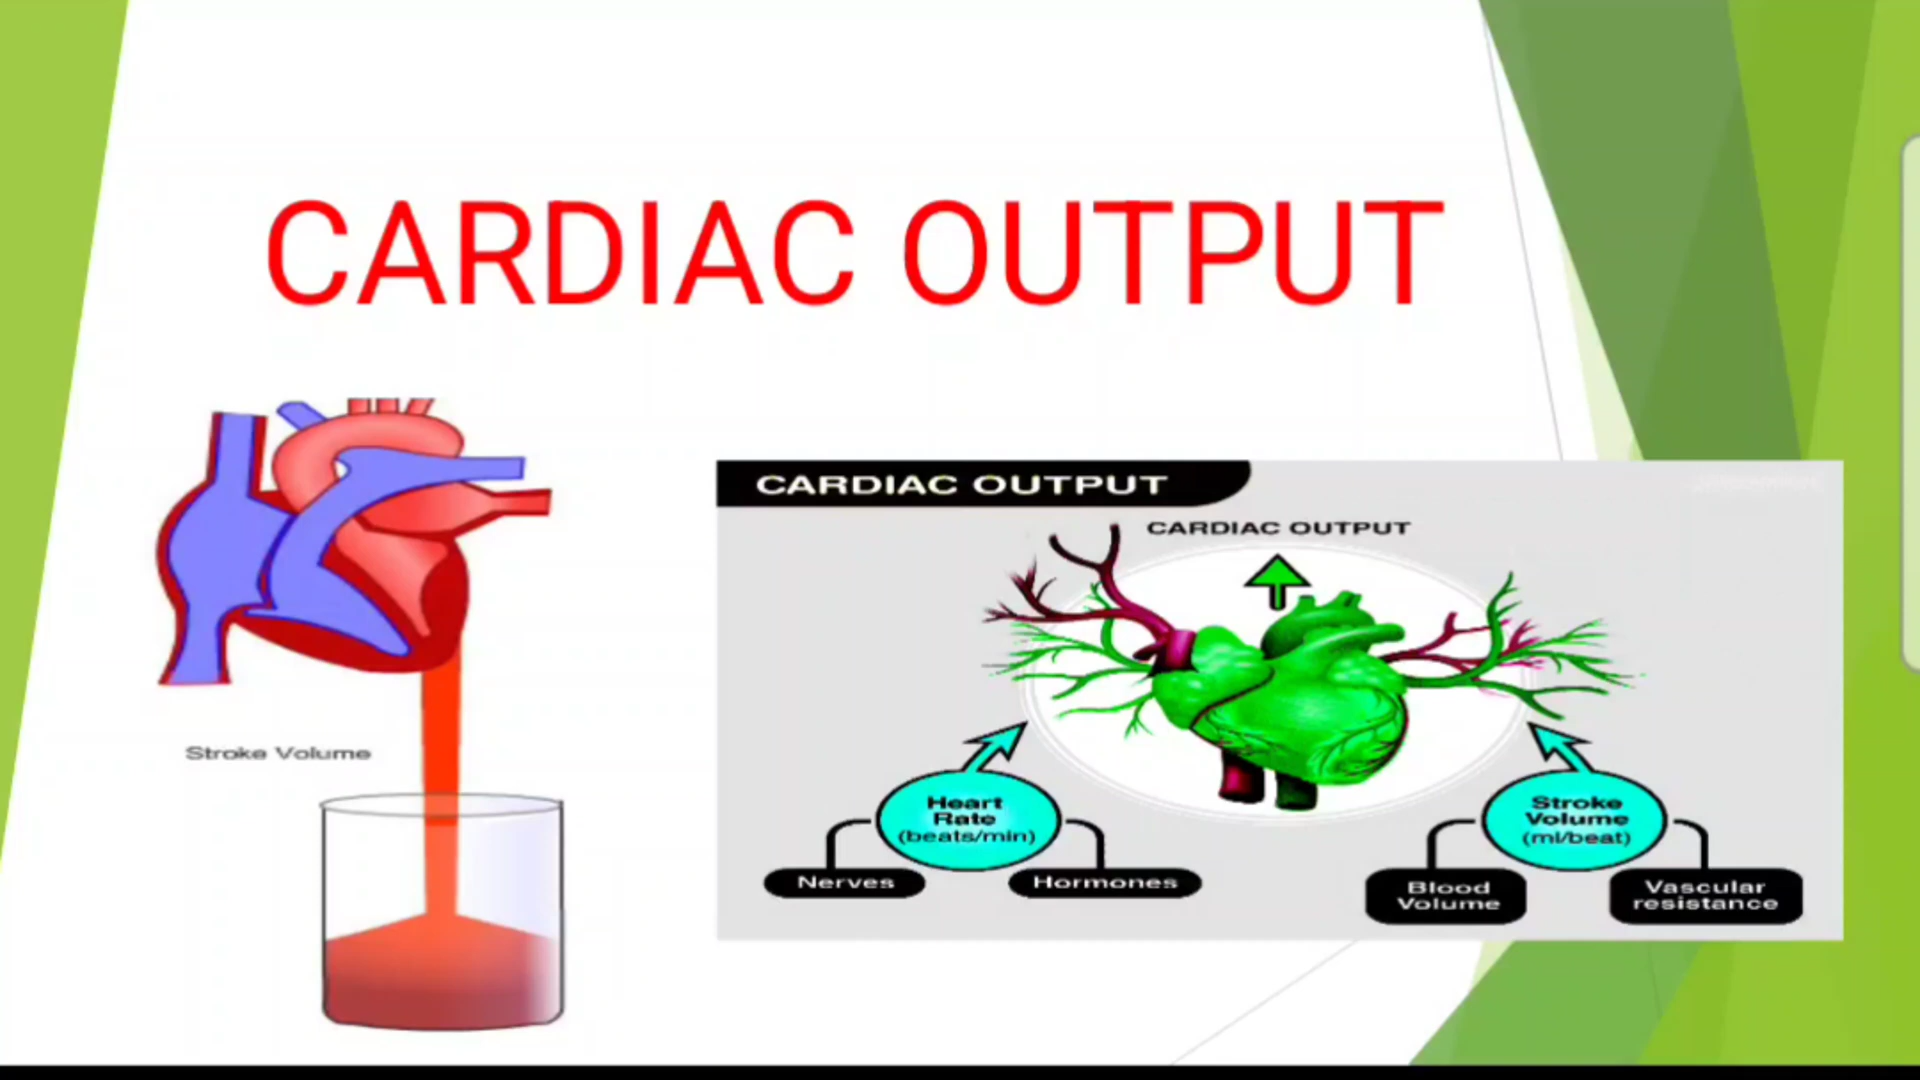 CARDIAC OUTPUT
Stroke Volume
CARDIAC OUTPUT
CARDIAC OUTPUT
Heart
Rate
(beats/min)
Nerves
Hormones
Stroke
Volume
(ml/beat)
Blood
Volume
Vascular
resistance